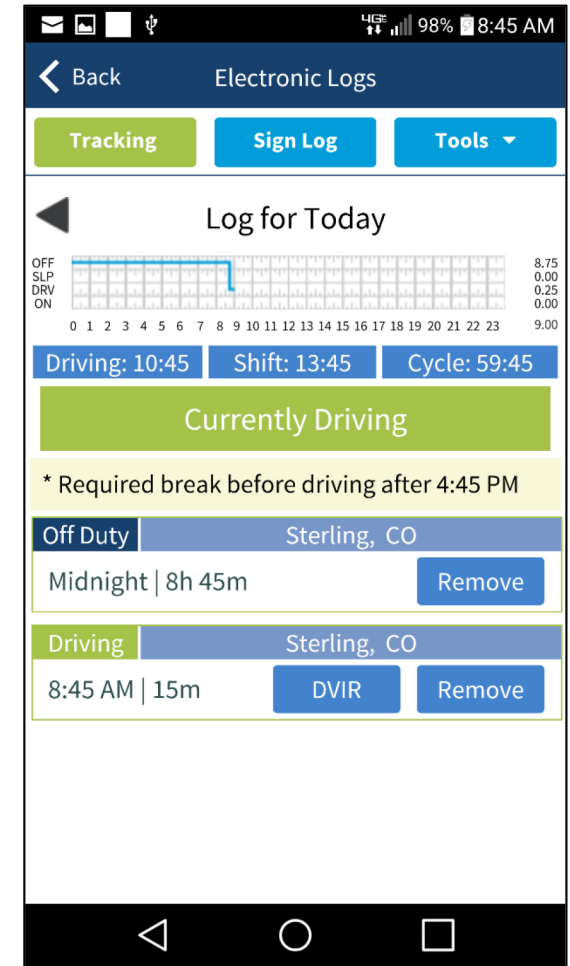 4GE 98% 8:45 AM
Back Electronic Logs
Tracking Sign Log Tools
Log for Today
OFF 8.75
SLP 0.00
DRV 0.25
ON 0.00
0 1 2 3 4 5 6 7 8 9 10 11 12 13 14 15 16 17 18 19 20 21 22 23 9.00
Driving: 10:45 Shift: 13:45 Cycle: 59:45
Currently Driving
* Required break before driving after 4:45 PM
Off Duty Sterling, CO
Midnight | 8h 45m Remove
Driving Sterling, CO
8:45 AM | 15m DVIR Remove